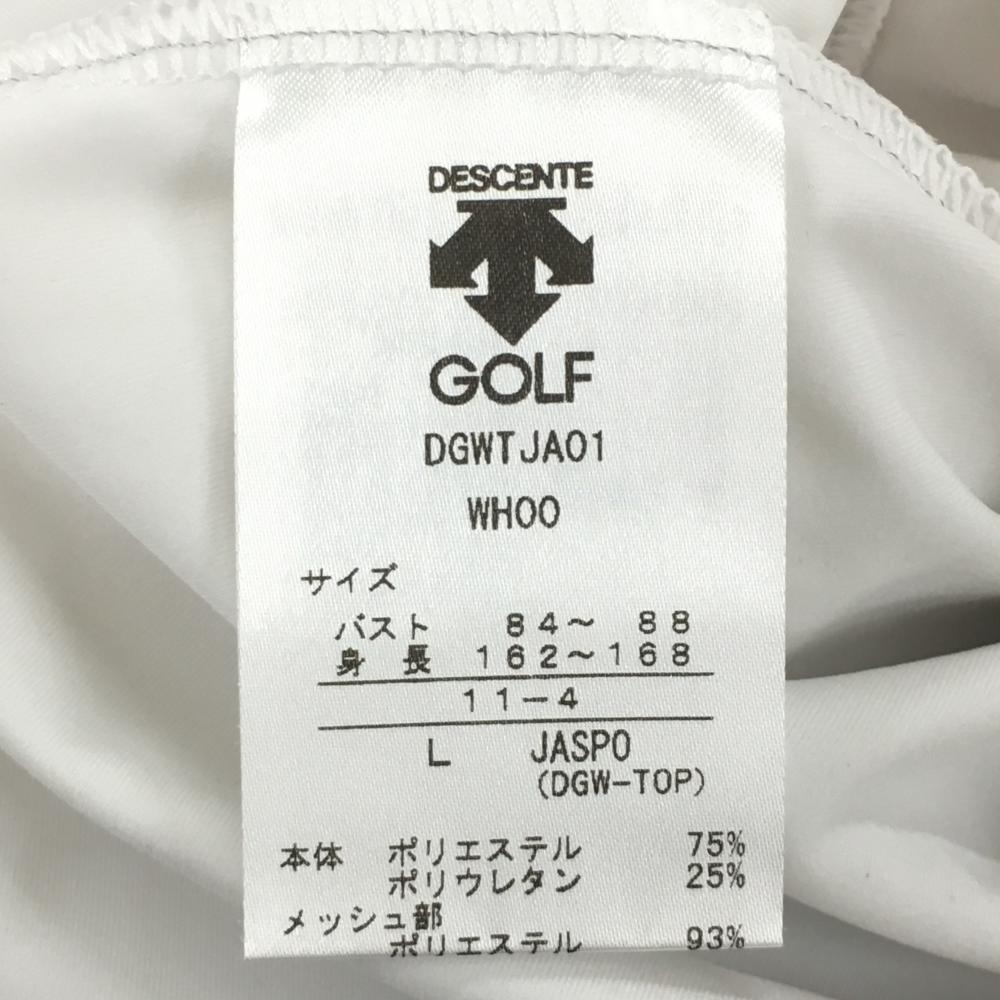 DESCENTE
GOLF
DGWTJA01
WH00
サイズ
バスト 84～ 88
身 長 162～168
11－4
L JASPO
(DGW-TOP)
本体 ポリエステル 75%
ポリウレタン 25%
メッシュ部
ポリエステル 93%